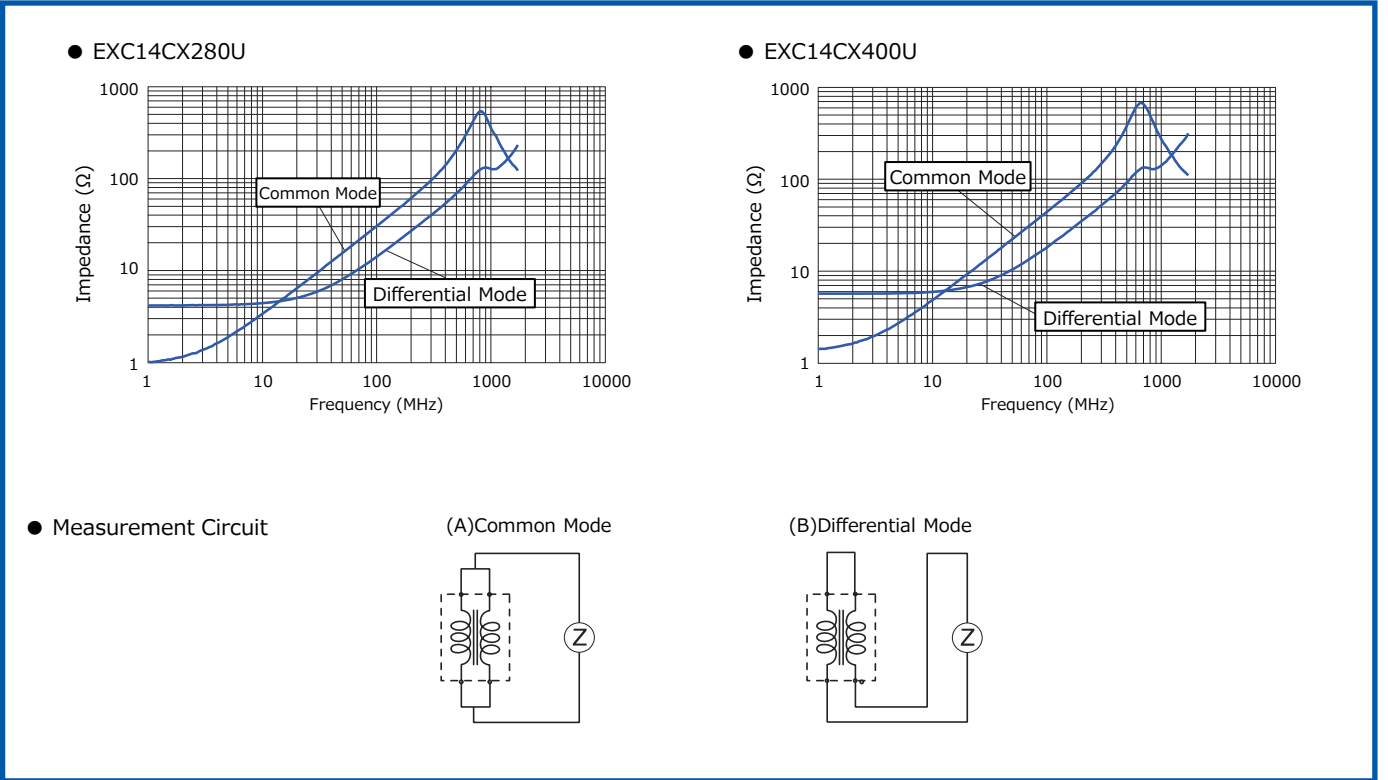 ● EXC14CX280U
Impedance (Ω)
1000
100
10
1
Common Mode
Differential Mode
1 10 100 1000 10000
Frequency (MHz)
● EXC14CX400U
Impedance (Ω)
1000
100
10
1
Common Mode
Differential Mode
1 10 100 1000 10000
Frequency (MHz)
● Measurement Circuit
(A)Common Mode
Z
(B)Differential Mode
Z